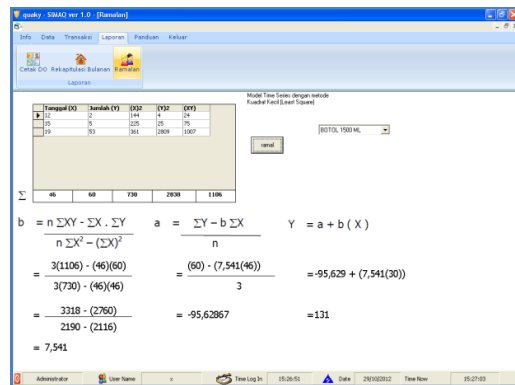 quaky - SIWAQ ver 1.0 - [Ramalan]
Info Data Transaksi Laporan Panduan Keluar
Cetak DO Rekapitulasi Bulanan Ramalan
Laporan
Model Time Series dengan metode
Kuadrat Kecil (Least Square)
Tanggal (X) Jumlah (Y) (X)2 (Y)2 (XY)
12 2 144 4 24
15 5 225 25 75
19 53 361 2809 1007
BOTOL 1500 ML
ramal
Σ 46 60 730 2838 1106
b = n ΣXY - ΣX . ΣY
n ΣX² – (ΣX)²
= 3(1106) - (46)(60)
3(730) - (46)(46)
= 3318 - (2760)
2190 - (2116)
= 7,541
a = ΣY – b ΣX
n
= (60) - (7,541(46))
3
= -95,62867
Y = a + b ( X )
=-95,629 + (7,541(30))
=131
Administrator User Name x Time Log In 15:26:51 Date 29/10/2012 Time Now 15:27:03